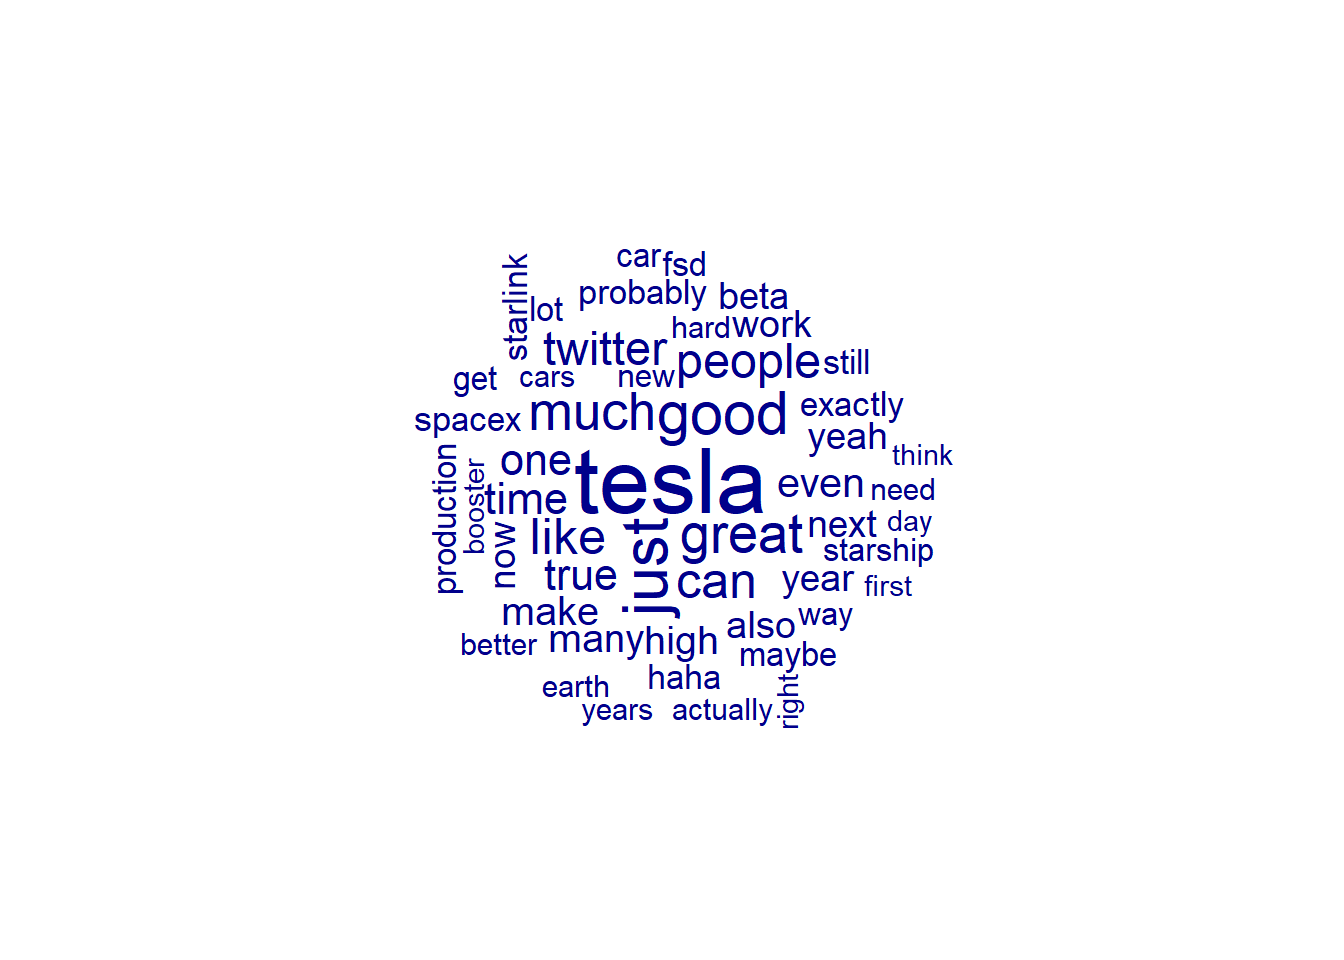 car
fsd
starlink
probably
beta
lot
hard
work
twitter
people
still
get
cars
new
much
good
exactly
spacex
yeah
think
one
tesla
even
need
production
booster
time
next
day
now
like
just
great
starship
true
can
year
first
make
also
way
better
many
high
maybe
haha
earth
right
years
actually